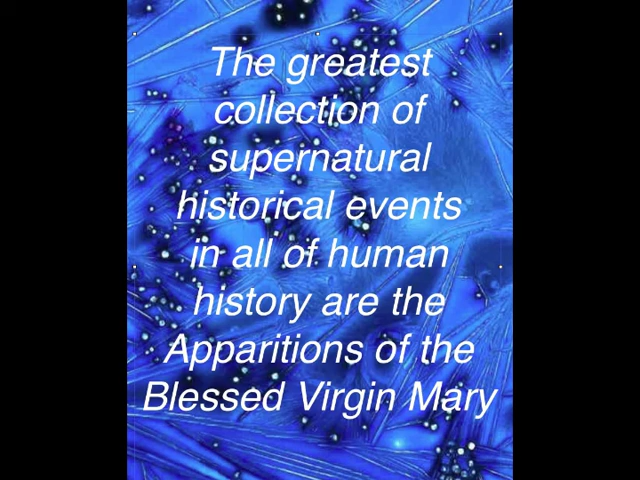 The greatest
collection of
supernatural
historical events
in all of human
history are the
Apparitions of the
Blessed Virgin Mary